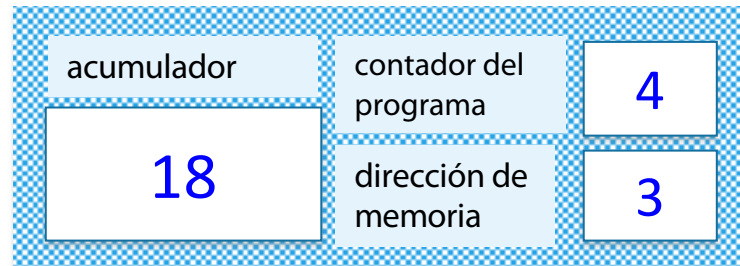 acumulador
18
contador del
programa
4
dirección de
memoria
3